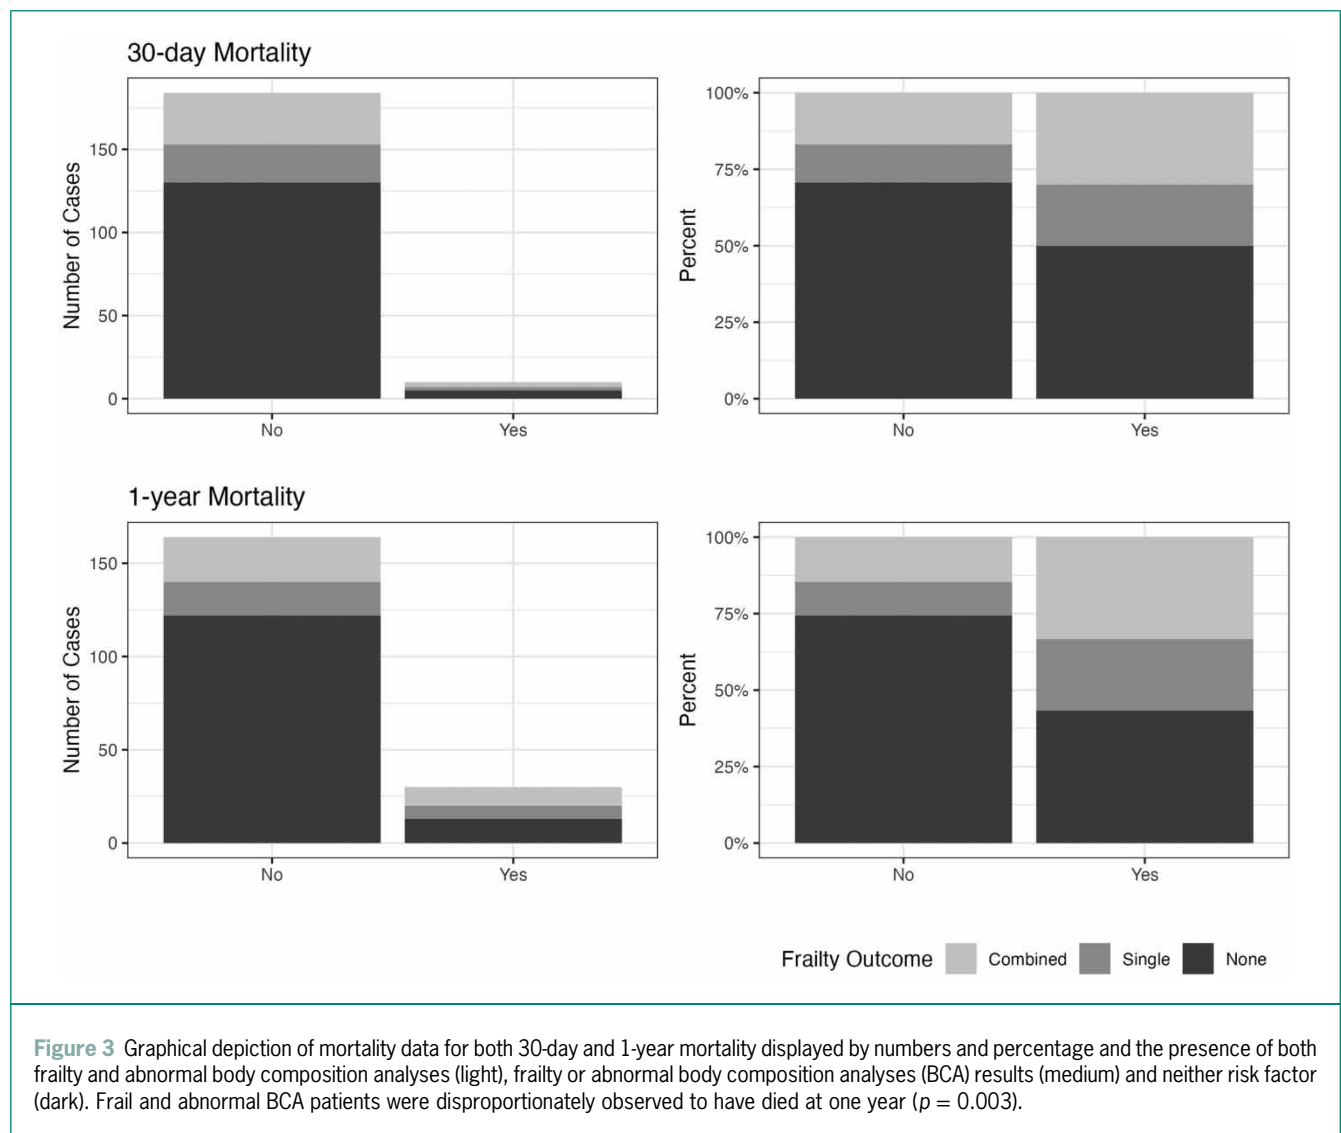 30-day Mortality
Number of Cases
150
100
50
0
No
Yes
Percent
100%
75%
50%
25%
0%
No
Yes
1-year Mortality
Number of Cases
150
100
50
0
No
Yes
Percent
100%
75%
50%
25%
0%
No
Yes
Frailty Outcome Combined Single None
Figure 3 Graphical depiction of mortality data for both 30-day and 1-year mortality displayed by numbers and percentage and the presence of both
frailty and abnormal body composition analyses (light), frailty or abnormal body composition analyses (BCA) results (medium) and neither risk factor
(dark). Frail and abnormal BCA patients were disproportionately observed to have died at one year (p = 0.003).